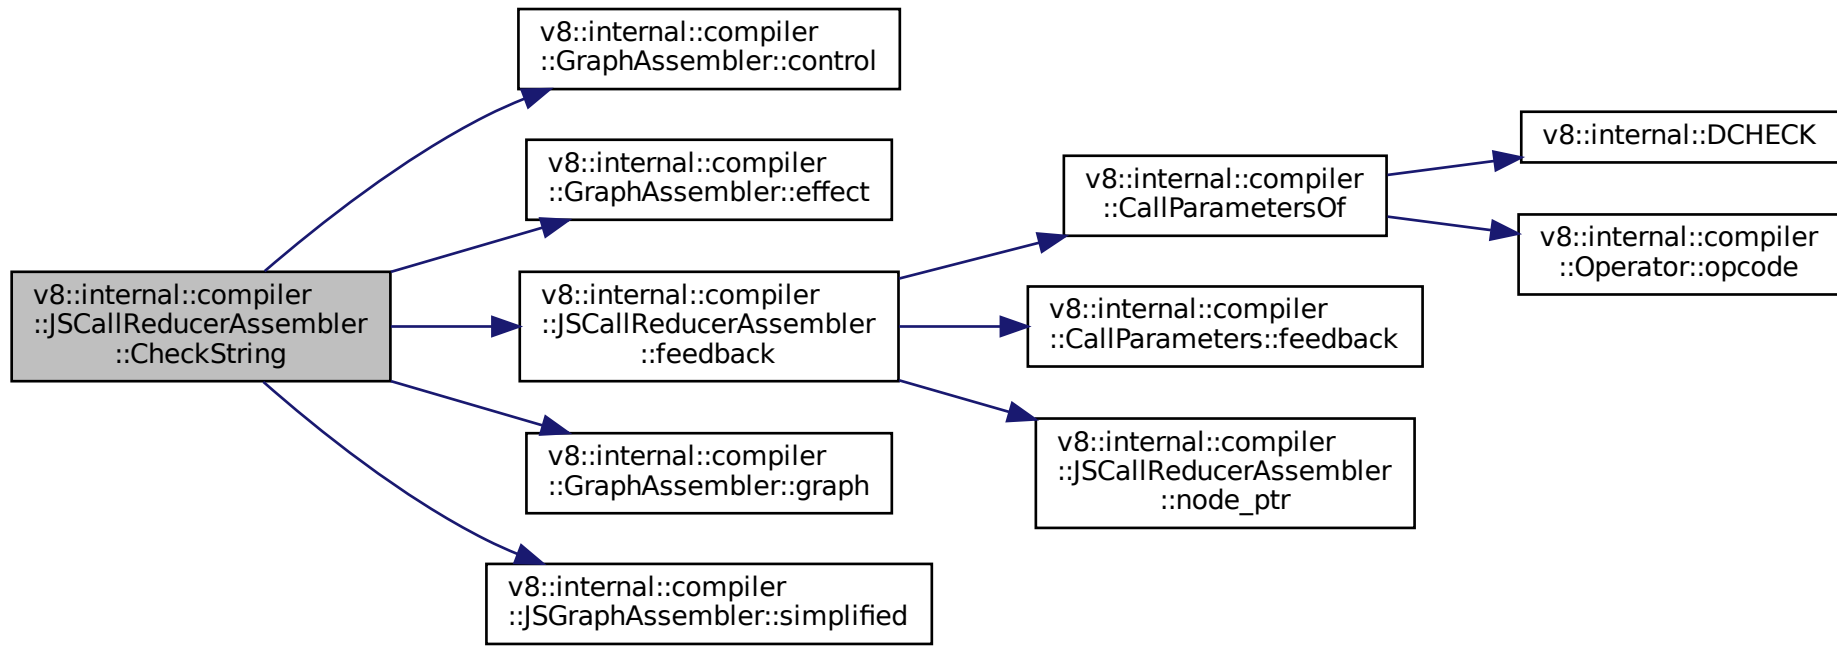 v8::internal::compiler
::JSCallReducerAssembler
::CheckString
v8::internal::compiler
::GraphAssembler::control
v8::internal::compiler
::GraphAssembler::effect
v8::internal::compiler
::JSCallReducerAssembler
::feedback
v8::internal::compiler
::GraphAssembler::graph
v8::internal::compiler
::JSGraphAssembler::simplified
v8::internal::compiler
::CallParametersOf
v8::internal::compiler
::CallParameters::feedback
v8::internal::compiler
::JSCallReducerAssembler
::node_ptr
v8::internal::DCHECK
v8::internal::compiler
::Operator::opcode